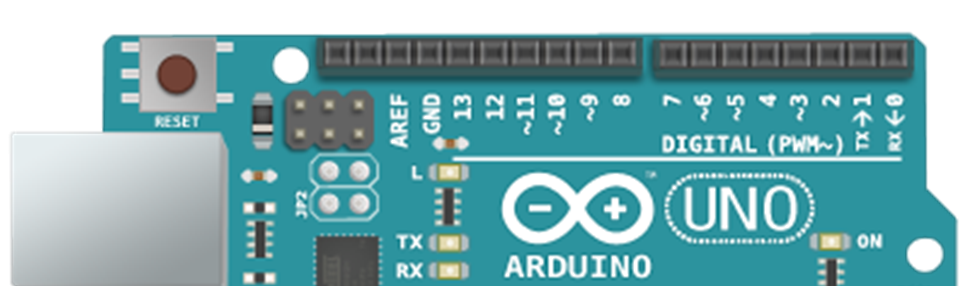 RESET
AREF
GND
13
12
~11
~10
~9
8
7
~6
~5
4
~3
2
TX→1
RX←0
DIGITAL (PWM~)
L
JP2
TX
RX
™
UNO
ON
ARDUINO